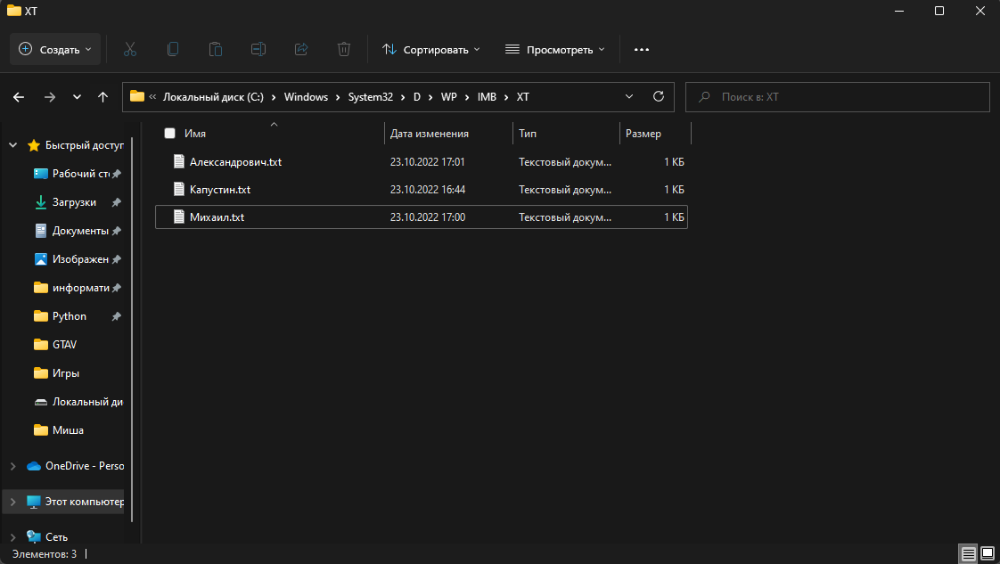 XT
Создать
Сортировать
Просмотреть
Локальный диск (C:) Windows System32 D WP IMB XT
Поиск в: XT
Имя Дата изменения Тип Размер
Александрович.txt 23.10.2022 17:01 Текстовый докум... 1 КБ
Капустин.txt 23.10.2022 16:44 Текстовый докум... 1 КБ
Михаил.txt 23.10.2022 17:00 Текстовый докум... 1 КБ
Быстрый доступ
Рабочий сто
Загрузки
Документы
Изображен
информати
Python
GTAV
Игры
Локальный ди
Миша
OneDrive - Perso
Этот компьютер
Сеть
Элементов: 3